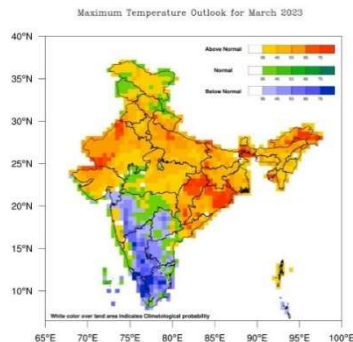 Maximum Temperature Outlook for March 2023
40°N
35°N
30°N
25°N
20°N
15°N
10°N
Above Normal
Normal
Below Normal
White color over land area indicates Climatological probability
65°E 70°E 75°E 80°E 85°E 90°E 95°E 100°E